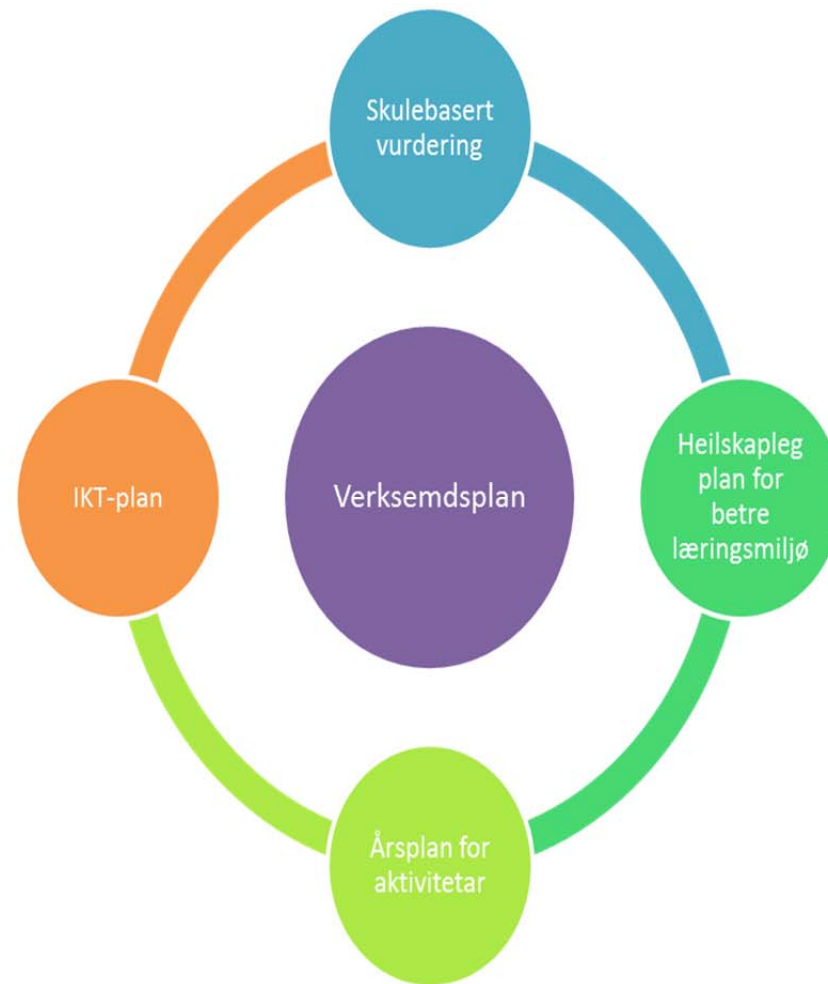 Skulebasert
vurdering
Heilskapleg
plan for
betre
læringsmiljø
IKT-plan
Verksemdsplan
Årsplan for
aktivitetar